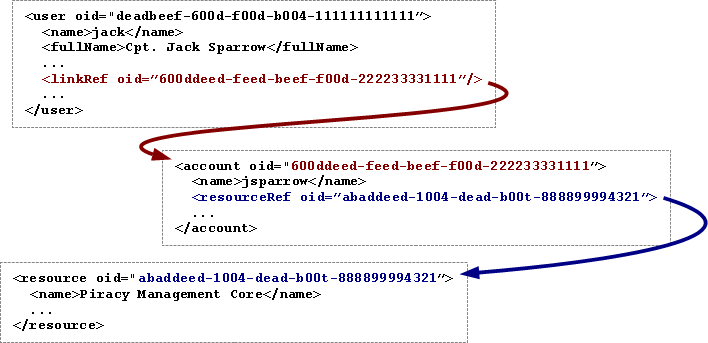 <user oid="deadbeef-600d-f00d-b004-111111111111”>
<name>jack</name>
<fullName>Cpt. Jack Sparrow</fullName>
...
<linkRef oid=”600ddeed-feed-beef-f00d-222233331111”/>
...
</user>
<account oid="600ddeed-feed-beef-f00d-222233331111”>
<name>jsparrow</name>
<resourceRef oid=”abaddeed-1004-dead-b00t-888899994321”>
...
</account>
<resource oid="abaddeed-1004-dead-b00t-888899994321”>
<name>Piracy Management Core</name>
...
</resource>